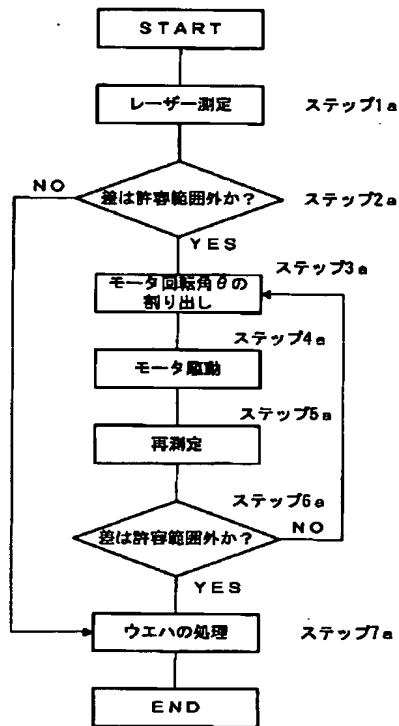 START
レーザー測定
ステップ1a
差は許容範囲外か?
ステップ2a
NO
YES
ステップ3a
モータ回転角θの
割り出し
ステップ4a
モータ駆動
ステップ5a
再測定
ステップ6a
差は許容範囲外か?
NO
YES
ウエハの処理
ステップ7a
END